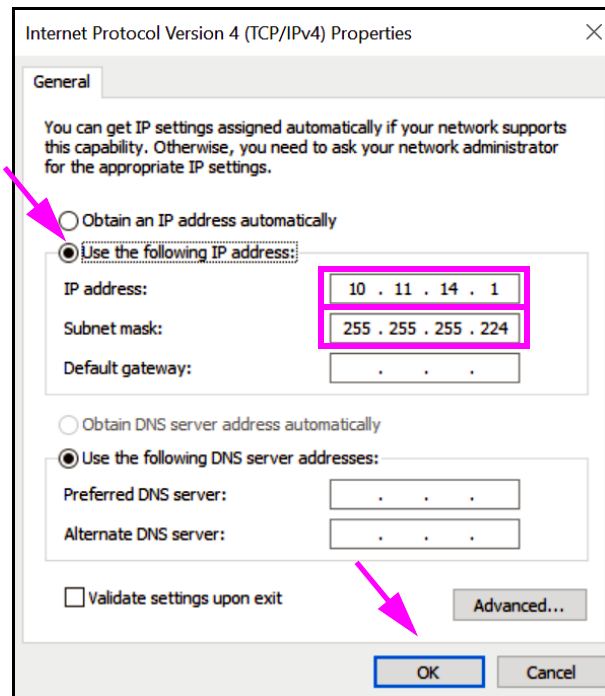 Internet Protocol Version 4 (TCP/IPv4) Properties
General
You can get IP settings assigned automatically if your network supports
this capability. Otherwise, you need to ask your network administrator
for the appropriate IP settings.
Obtain an IP address automatically
Use the following IP address:
IP address: 10 . 11 . 14 . 1
Subnet mask: 255 . 255 . 255 . 224
Default gateway: . . .
Obtain DNS server address automatically
Use the following DNS server addresses:
Preferred DNS server: . . .
Alternate DNS server: . . .
Validate settings upon exit
Advanced...
OK Cancel